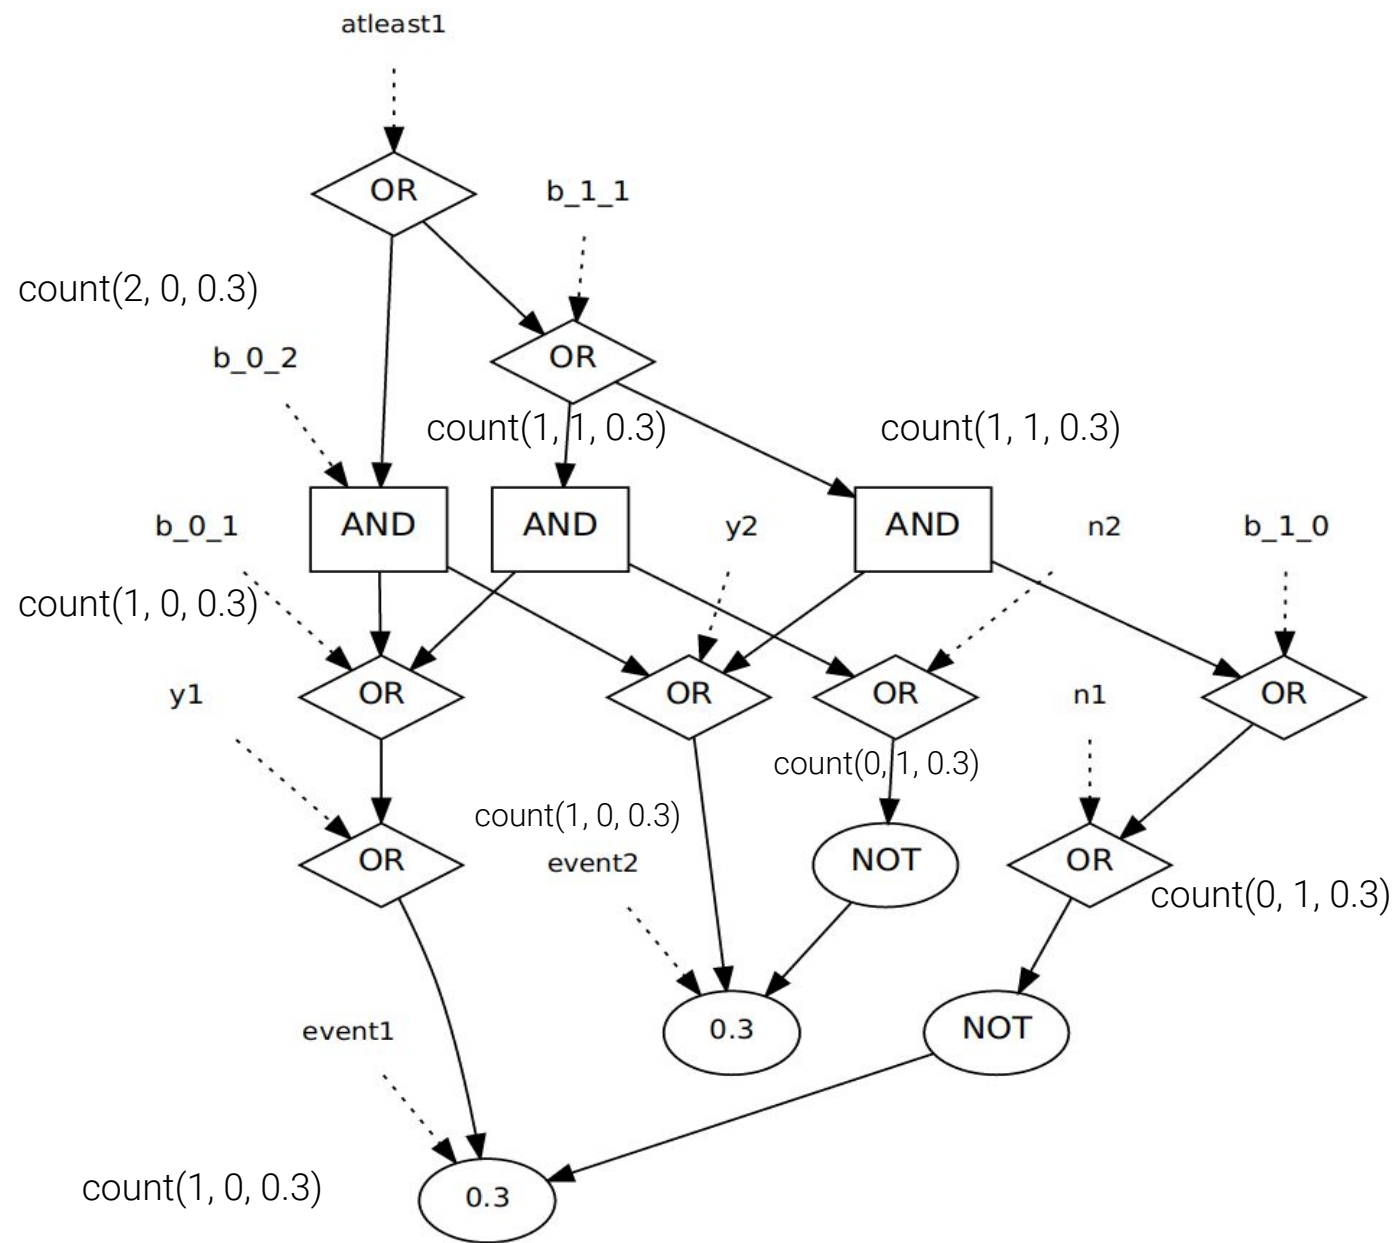 atleast1
OR
b_1_1
count(2, 0, 0.3)
b_0_2
OR
count(1, 1, 0.3)
count(1, 1, 0.3)
b_0_1
AND
AND
y2
AND
n2
b_1_0
count(1, 0, 0.3)
y1
OR
OR
OR
n1
OR
count(0, 1, 0.3)
count(1, 0, 0.3)
OR
event2
NOT
OR
count(0, 1, 0.3)
event1
0.3
NOT
count(1, 0, 0.3)
0.3